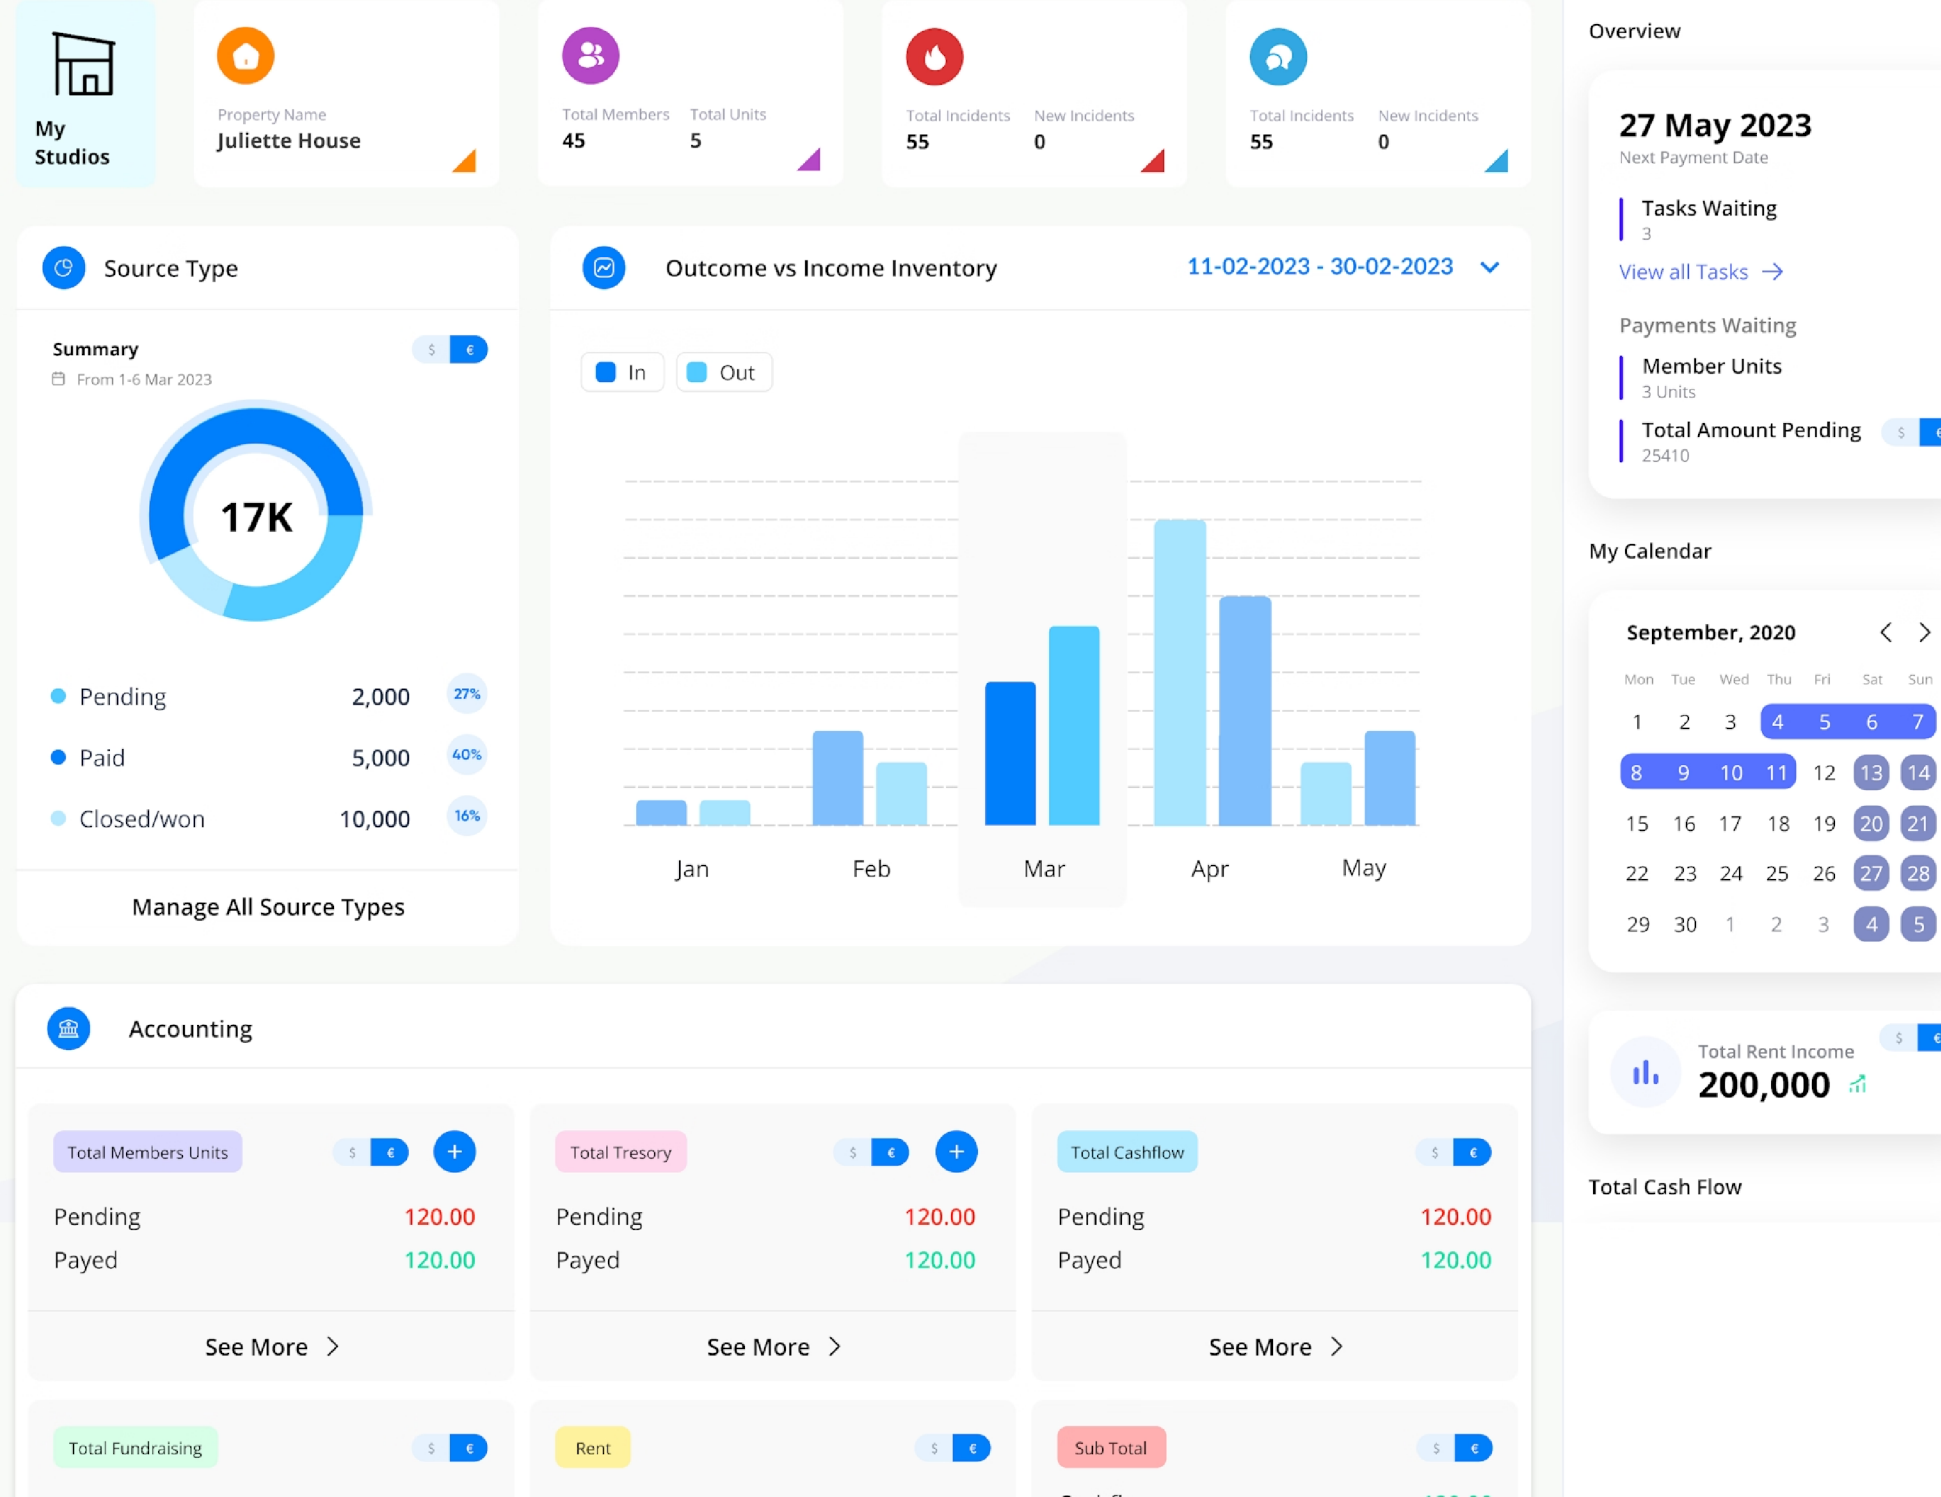 My
Studios
Property Name
Juliette House
Total Members Total Units
45 5
Total Incidents New Incidents
55 0
Total Incidents New Incidents
55 0
Source Type
Summary
$ €
From 1-6 Mar 2023
17K
Pending 2,000 27%
Paid 5,000 40%
Closed/won 10,000 16%
Manage All Source Types
Outcome vs Income Inventory 11-02-2023 - 30-02-2023
In Out
Jan Feb Mar Apr May
Accounting
Total Members Units $ € +
Pending 120.00
Payed 120.00
See More
Total Tresory $ € +
Pending 120.00
Payed 120.00
See More
Total Cashflow $ €
Pending 120.00
Payed 120.00
See More
Total Fundraising $ €
Rent $ €
Sub Total $ €
Overview
27 May 2023
Next Payment Date
Tasks Waiting
3
View all Tasks
Payments Waiting
Member Units
3 Units
Total Amount Pending $ €
25410
My Calendar
September, 2020
Mon Tue Wed Thu Fri Sat Sun
1 2 3 4 5 6 7
8 9 10 11 12 13 14
15 16 17 18 19 20 21
22 23 24 25 26 27 28
29 30 1 2 3 4 5
$ €
Total Rent Income
200,000
Total Cash Flow